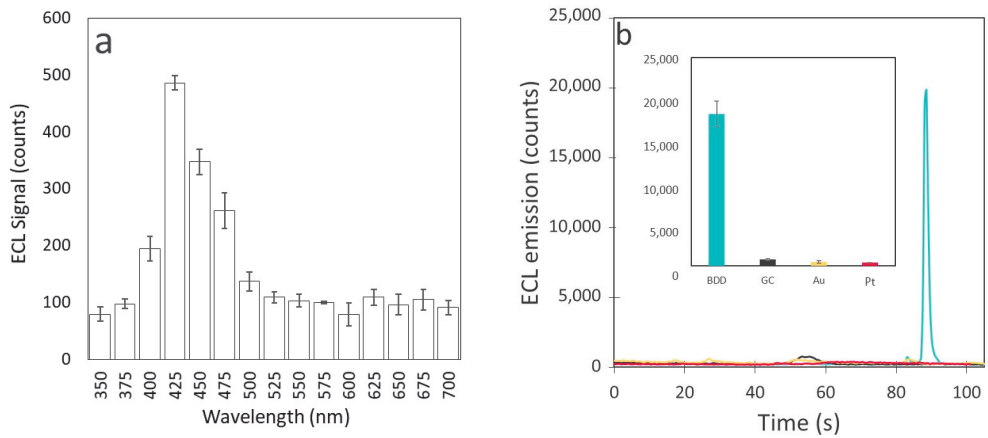 a
ECL Signal (counts)
600
500
400
300
200
100
0
350 375 400 425 450 475 500 525 550 575 600 625 650 675 700
Wavelength (nm)
b
ECL emission (counts)
25,000
20,000
15,000
10,000
5,000
0
0 20 40 60 80 100
Time (s)
25,000
20,000
15,000
10,000
5,000
0
BDD GC Au Pt